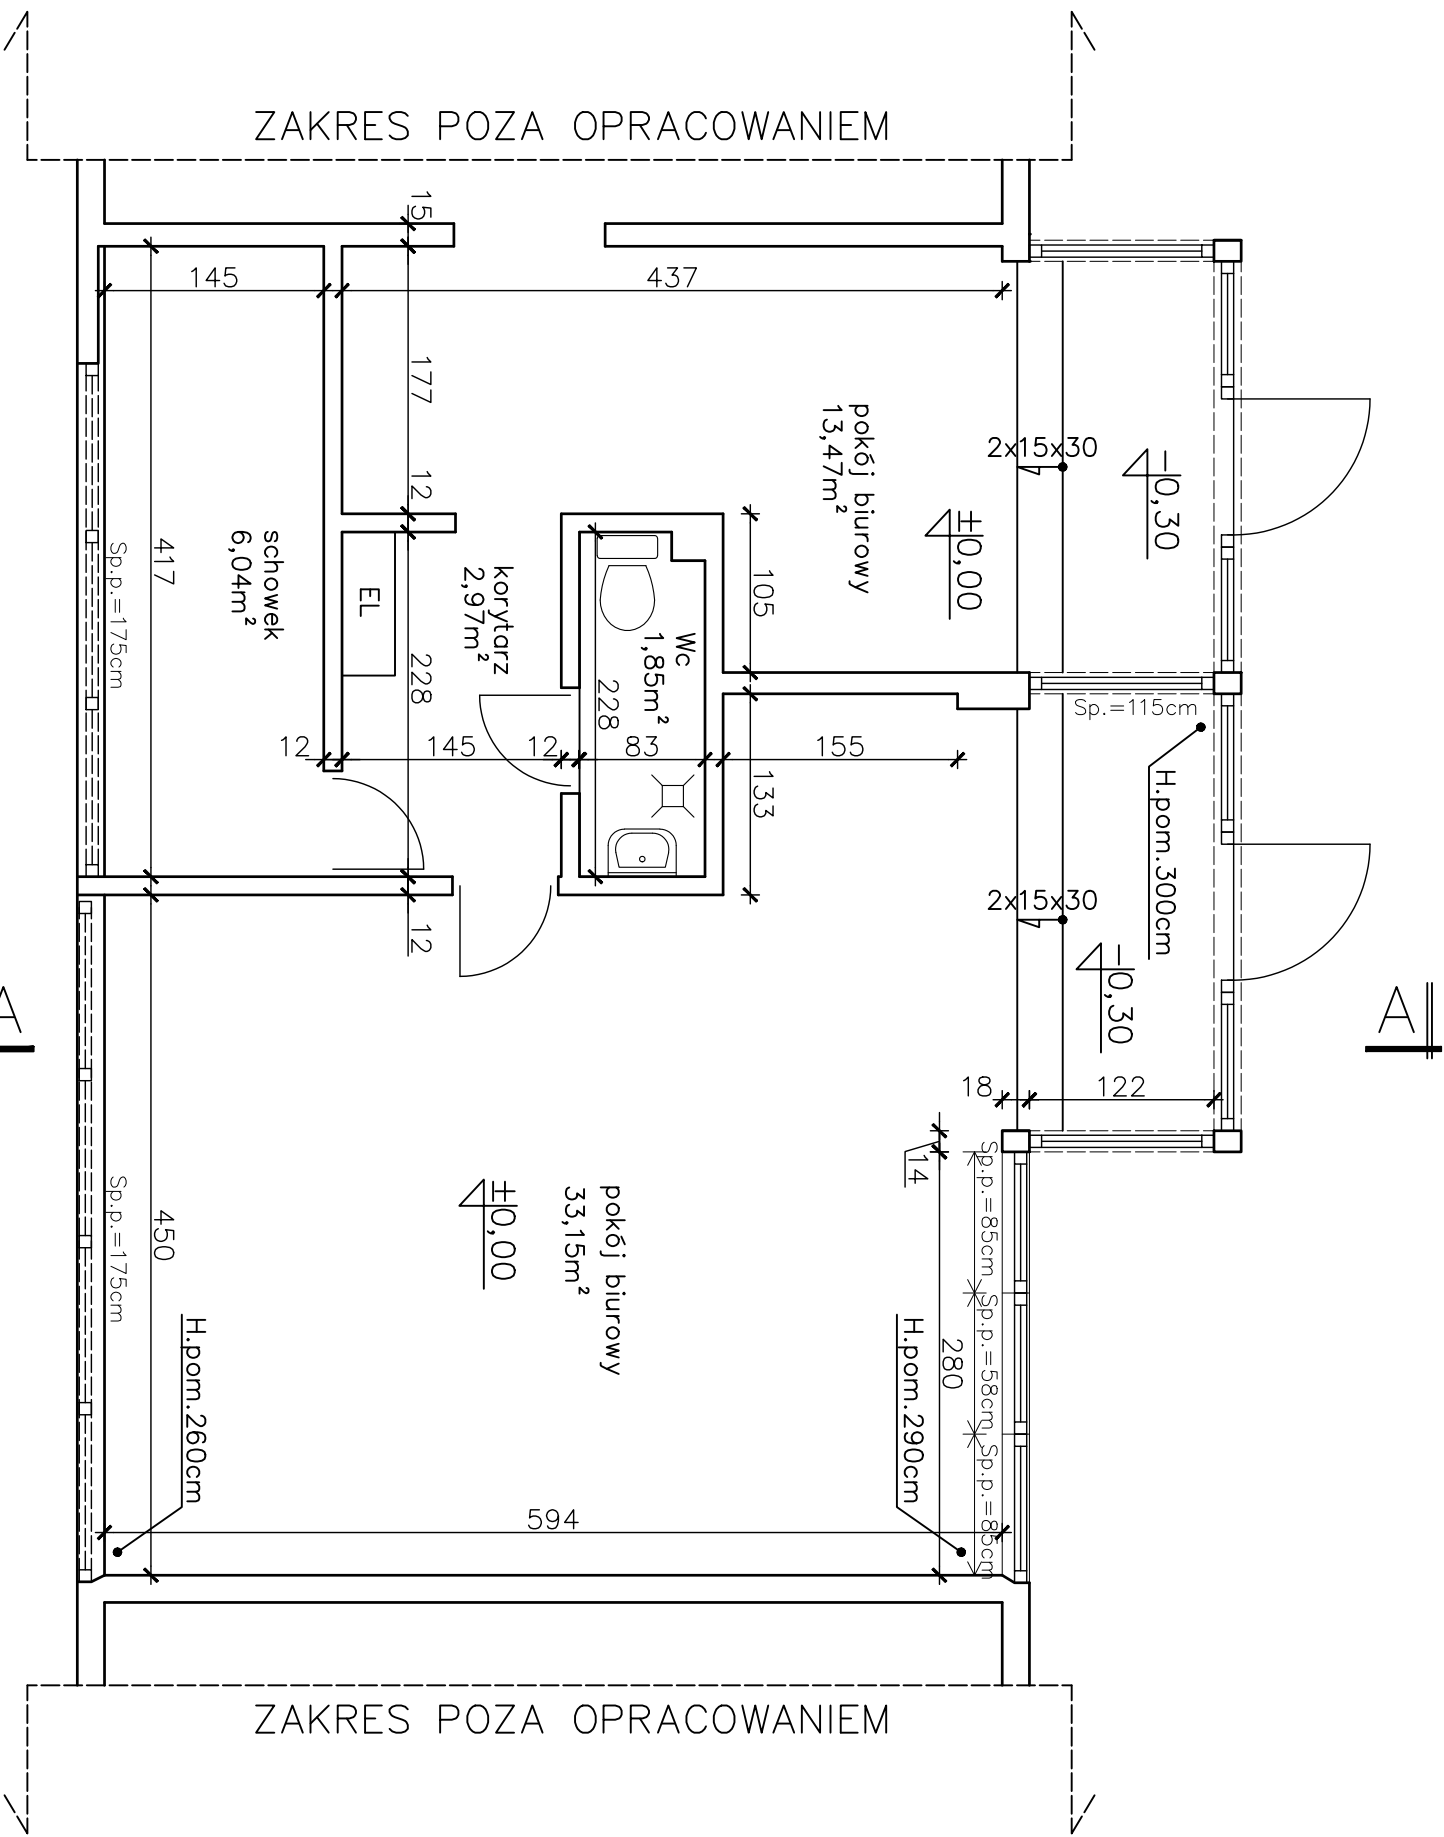 ZAKRES POZA OPRACOWANIEM
15
145
437
177
12
pokój biurowy
13,47m²
2x15x30
-0,30
±0,00
417
Sp.p.=175cm
schowek
6,04m²
EL
korytarz
2,97m²
228
Wc
1,85m²
228
105
12
145
12
83
155
133
Sp.=115cm
H.pom.300cm
2x15x30
-0,30
12
A
A
18
122
14
Sp.p.=85cm
Sp.p.=58cm
Sp.p.=85cm
280
450
Sp.p.=175cm
±0,00
pokój biurowy
33,15m²
H.pom.260cm
H.pom.290cm
594
ZAKRES POZA OPRACOWANIEM